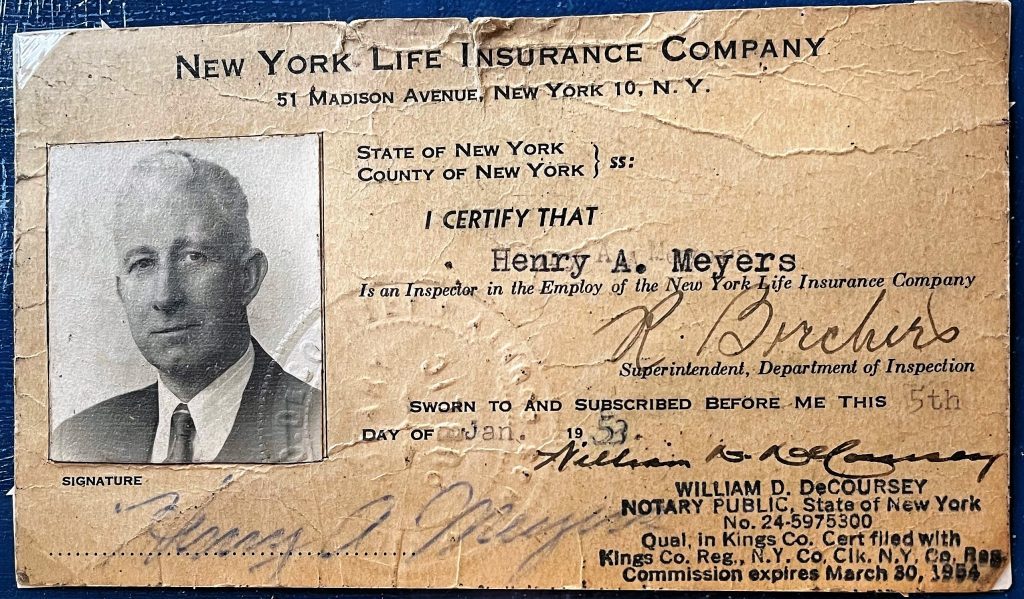 NEW YORK LIFE INSURANCE COMPANY
51 MADISON AVENUE, NEW YORK 10, N. Y.
STATE OF NEW YORK
COUNTY OF NEW YORK } SS:
I CERTIFY THAT
Henry A. Meyers
Is an Inspector in the Employ of the New York Life Insurance Company
R. Borchers
Superintendent, Department of Inspection
SWORN TO AND SUBSCRIBED BEFORE ME THIS 5th
DAY OF Jan. 1953.
William D. DeCoursey
SIGNATURE
Henry A Meyers
WILLIAM D. DeCOURSEY
NOTARY PUBLIC, State of New York
No. 24-5975300
Qual. in Kings Co. Cert filed with
Kings Co. Reg., N.Y. Co. Clk. N.Y. Co. Reg.
Commission expires March 30, 1954